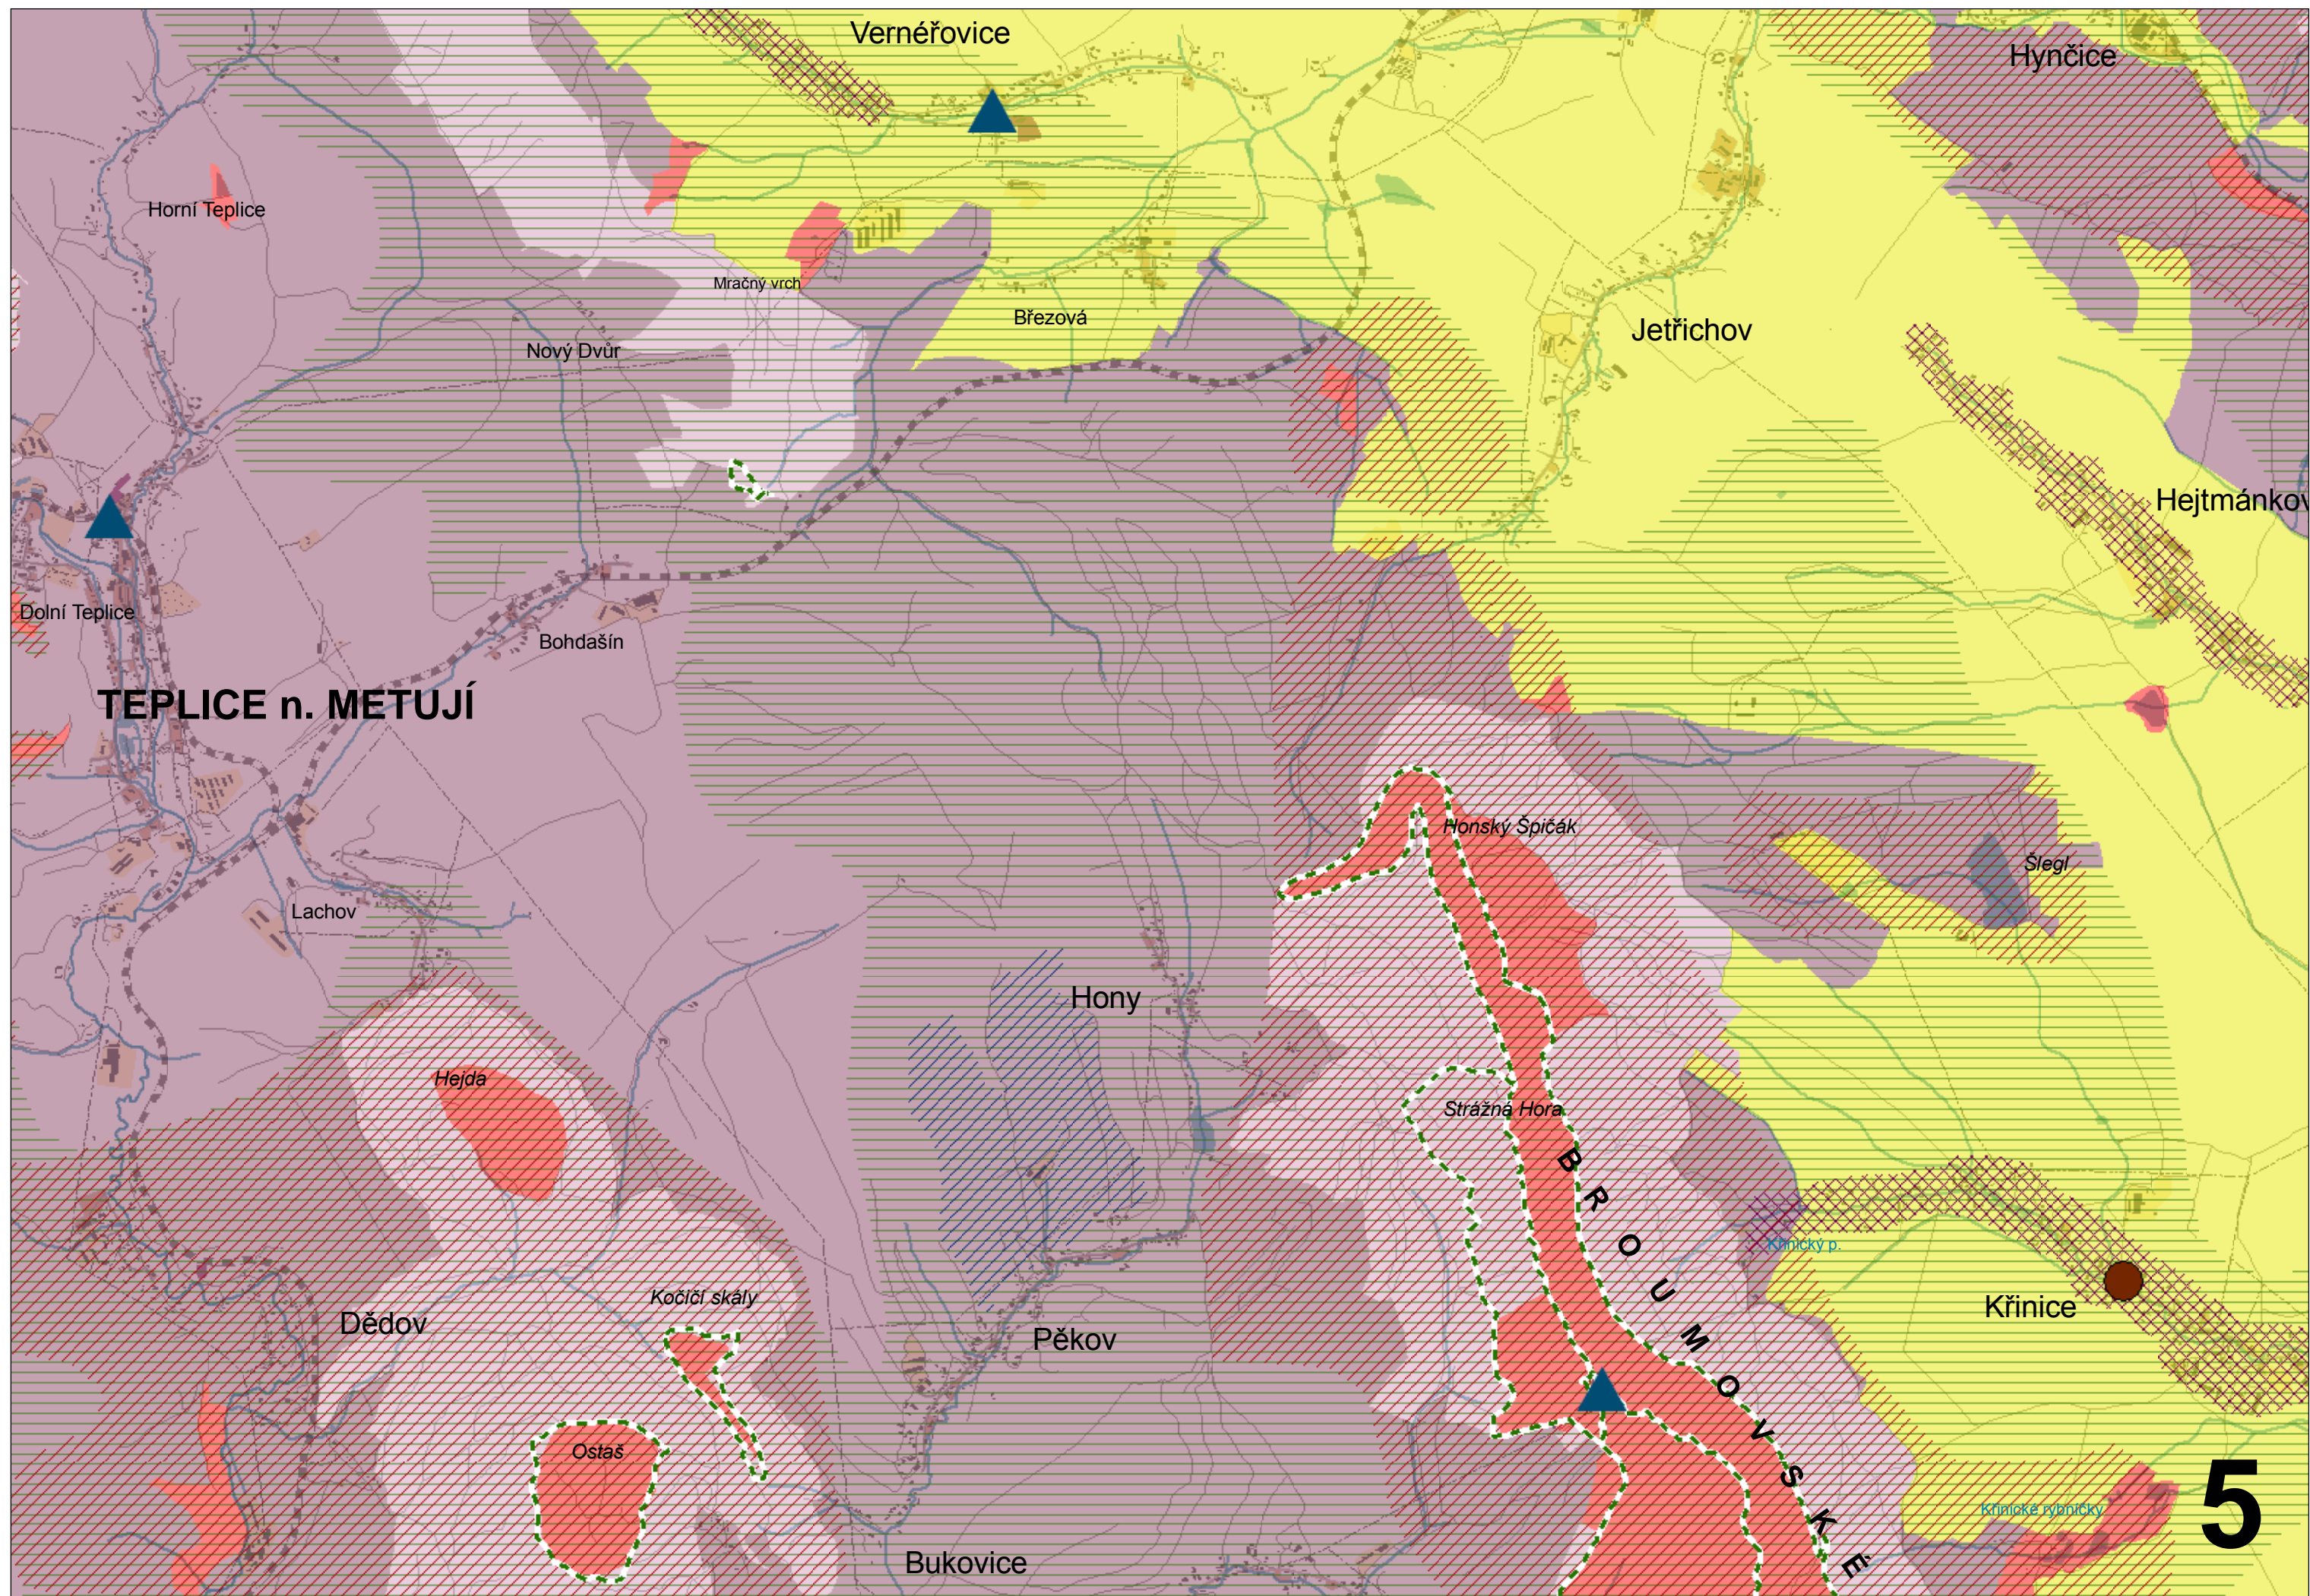 Vernéřovice
Hynčice
Horní Teplice
Mračný vrch
Březová
Jetřichov
Nový Dvůr
Hejtmánkov
Dolní Teplice
Bohdašín
TEPLICE n. METUJÍ
Honský Špičák
Šlegl
Lachov
Hony
Hejda
Strážná Hora
Křinický p.
Kočičí skály
Křinice
Dědov
Pěkov
BROUMOVSKÉ
Ostaš
Křinické rybníčky
5
Bukovice